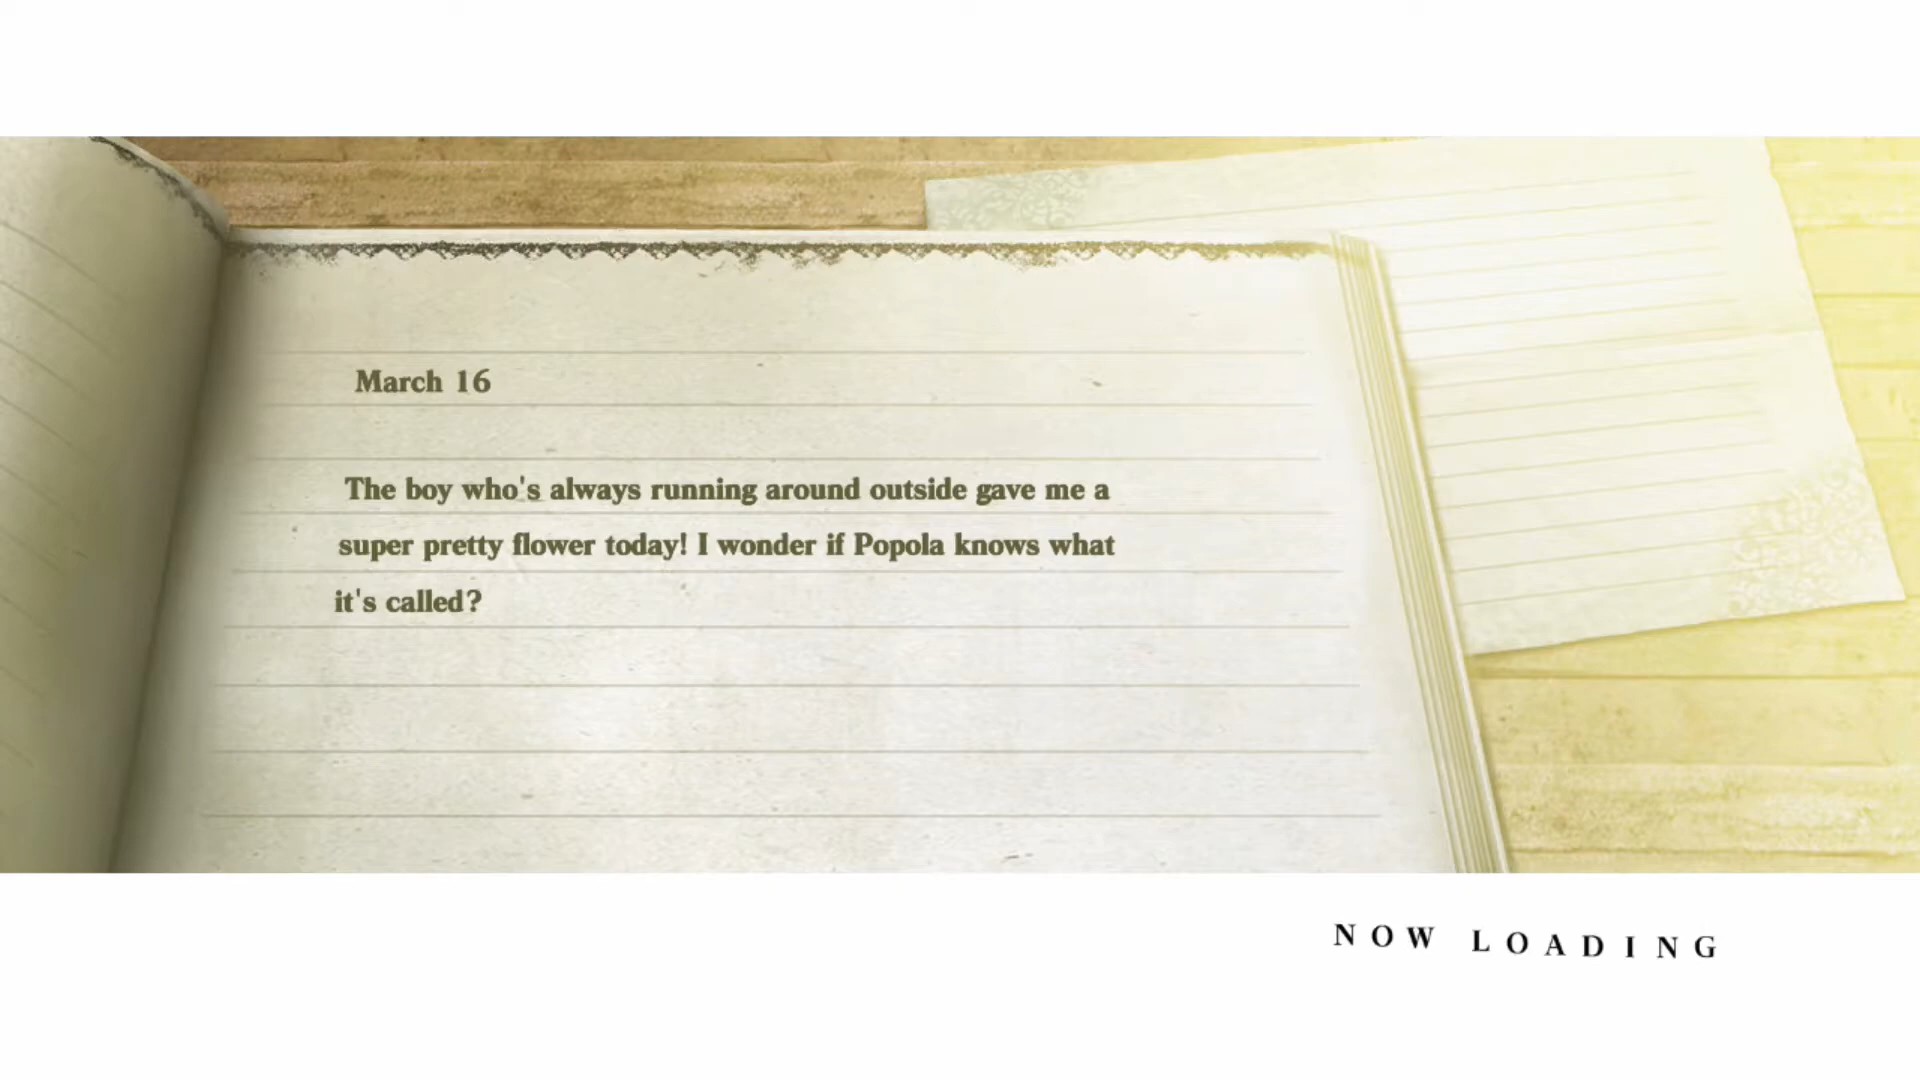 March 16
The boy who's always running around outside gave me a
super pretty flower today! I wonder if Popola knows what
it's called?
NOW LOADING